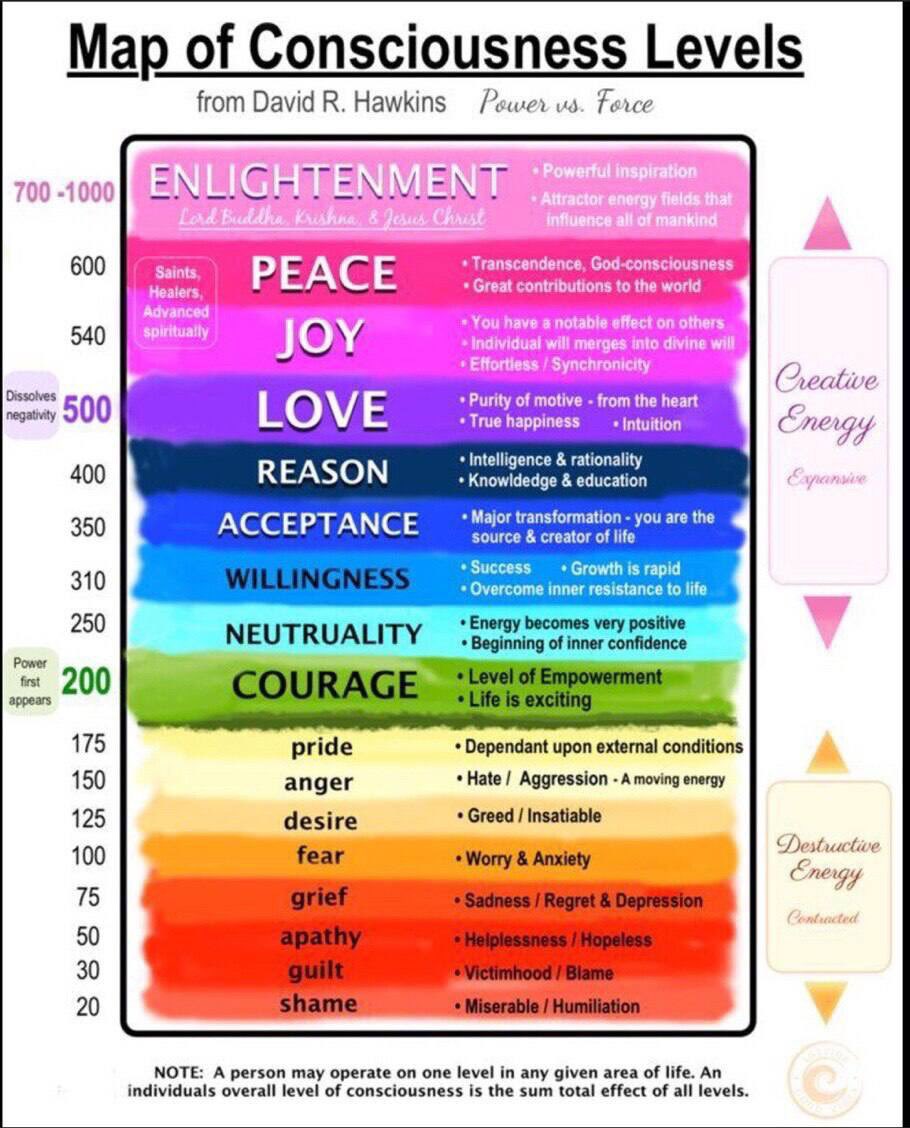 Map of Consciousness Levels
from David R. Hawkins Power vs. Force
700 -1000
ENLIGHTENMENT
Lord Buddha, Krishna, & Jesus Christ
• Powerful inspiration
• Attractor energy fields that
influence all of mankind
600
Saints,
Healers,
Advanced
spiritually
PEACE
• Transcendence, God-consciousness
• Great contributions to the world
540
JOY
• You have a notable effect on others
• Individual will merges into divine will
• Effortless / Synchronicity
Dissolves
negativity
500
LOVE
• Purity of motive - from the heart
• True happiness • Intuition
400
REASON
• Intelligence & rationality
• Knowldedge & education
350
ACCEPTANCE
• Major transformation - you are the
source & creator of life
310
WILLINGNESS
• Success • Growth is rapid
• Overcome inner resistance to life
250
NEUTRUALITY
• Energy becomes very positive
• Beginning of inner confidence
Power
first
appears
200
COURAGE
• Level of Empowerment
• Life is exciting
175
pride
• Dependant upon external conditions
150
anger
• Hate / Aggression - A moving energy
125
desire
• Greed / Insatiable
100
fear
• Worry & Anxiety
75
grief
• Sadness / Regret & Depression
50
apathy
• Helplessness / Hopeless
30
guilt
• Victimhood / Blame
20
shame
• Miserable / Humiliation
Creative
Energy
Expansive
Destructive
Energy
Contracted
NOTE: A person may operate on one level in any given area of life. An
individuals overall level of consciousness is the sum total effect of all levels.